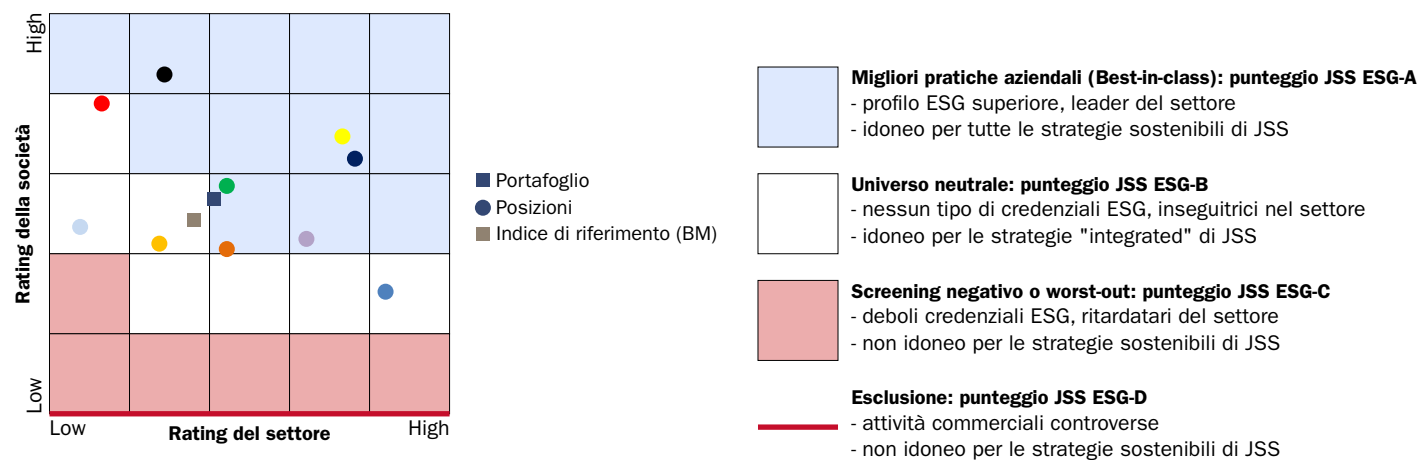 High
Rating della società
Low
Low
Rating del settore
High
Portafoglio
Posizioni
Indice di riferimento (BM)
Migliori pratiche aziendali (Best-in-class): punteggio JSS ESG-A
- profilo ESG superiore, leader del settore
- idoneo per tutte le strategie sostenibili di JSS
Universo neutrale: punteggio JSS ESG-B
- nessun tipo di credenziali ESG, inseguitrici nel settore
- idoneo per le strategie "integrated" di JSS
Screening negativo o worst-out: punteggio JSS ESG-C
- deboli credenziali ESG, ritardatari del settore
- non idoneo per le strategie sostenibili di JSS
Esclusione: punteggio JSS ESG-D
- attività commerciali controverse
- non idoneo per le strategie sostenibili di JSS